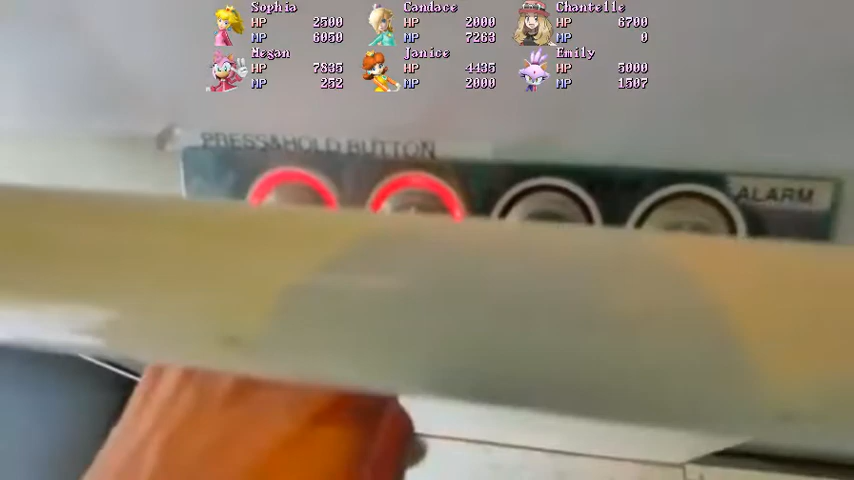 Sophia
HP 2500
MP 6050
Candace
HP 2000
MP 7263
Chantelle
HP 6700
MP 0
Megan
HP 7835
MP 252
Janice
HP 4435
MP 2000
Emily
HP 5000
MP 1507
PRESS&HOLD BUTTON
ALARM